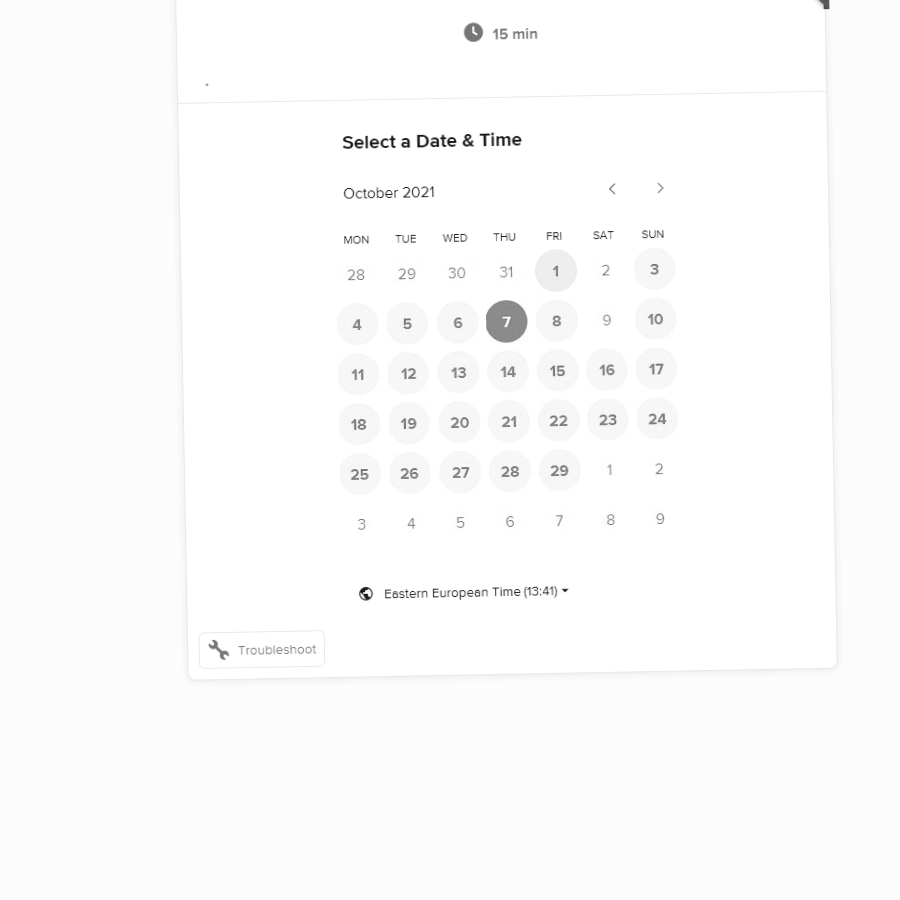 15 min
.
Select a Date & Time
October 2021
MON TUE WED THU FRI SAT SUN
28 29 30 31 1 2 3
4 5 6 7 8 9 10
11 12 13 14 15 16 17
18 19 20 21 22 23 24
25 26 27 28 29 1 2
3 4 5 6 7 8 9
Eastern European Time (13:41)
Troubleshoot